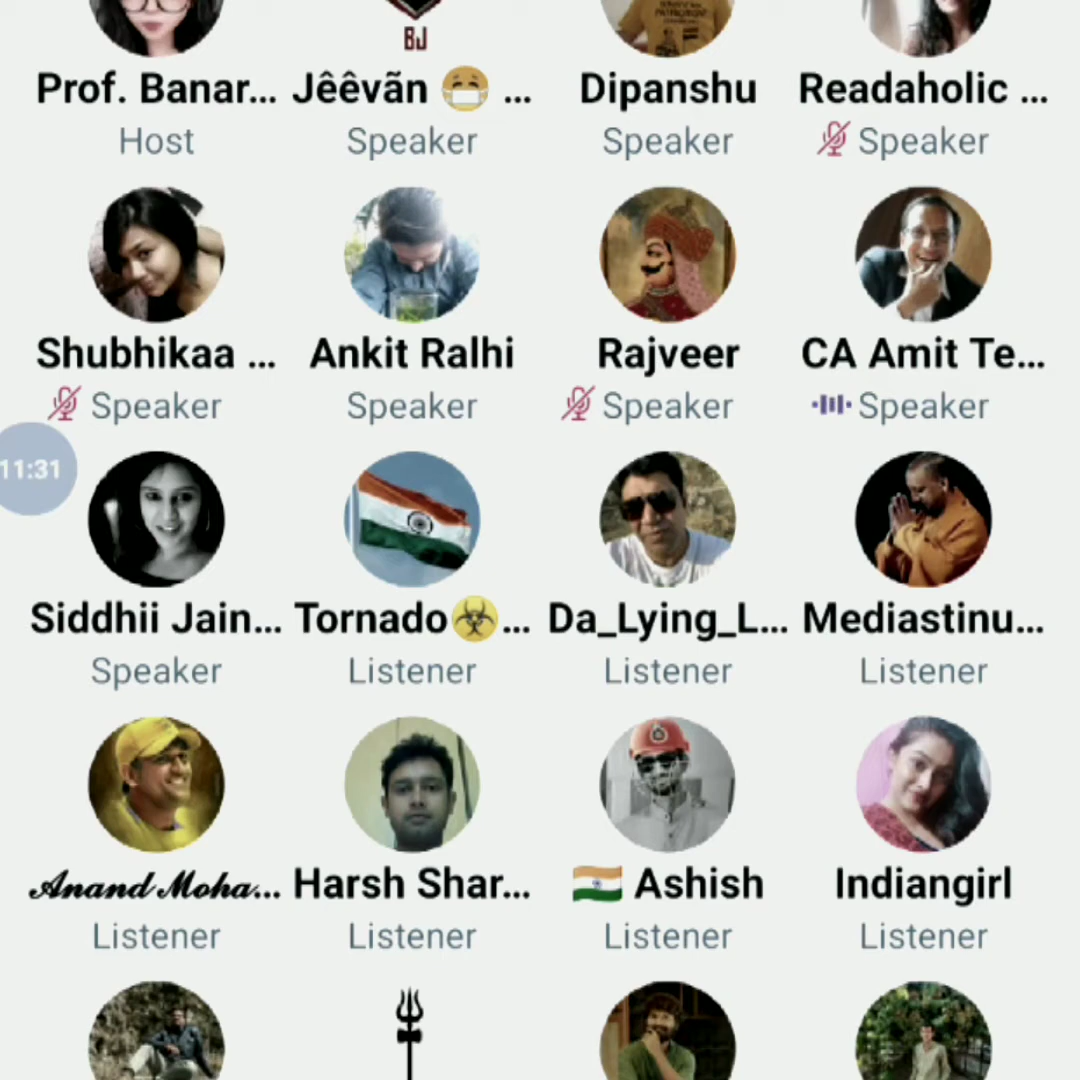 BJ
Prof. Banar... Jêêvãn 😷 ... Dipanshu Readaholic ...
Host Speaker Speaker Speaker
Shubhikaa ... Ankit Ralhi Rajveer CA Amit Te...
Speaker Speaker Speaker Speaker
11:31
Siddhii Jain... Tornado☣... Da_Lying_L... Mediastinu...
Speaker Listener Listener Listener
𝓐𝓷𝓪𝓷𝓭 𝓜𝓸𝓱𝓪... Harsh Shar... 🇮🇳 Ashish Indiangirl
Listener Listener Listener Listener